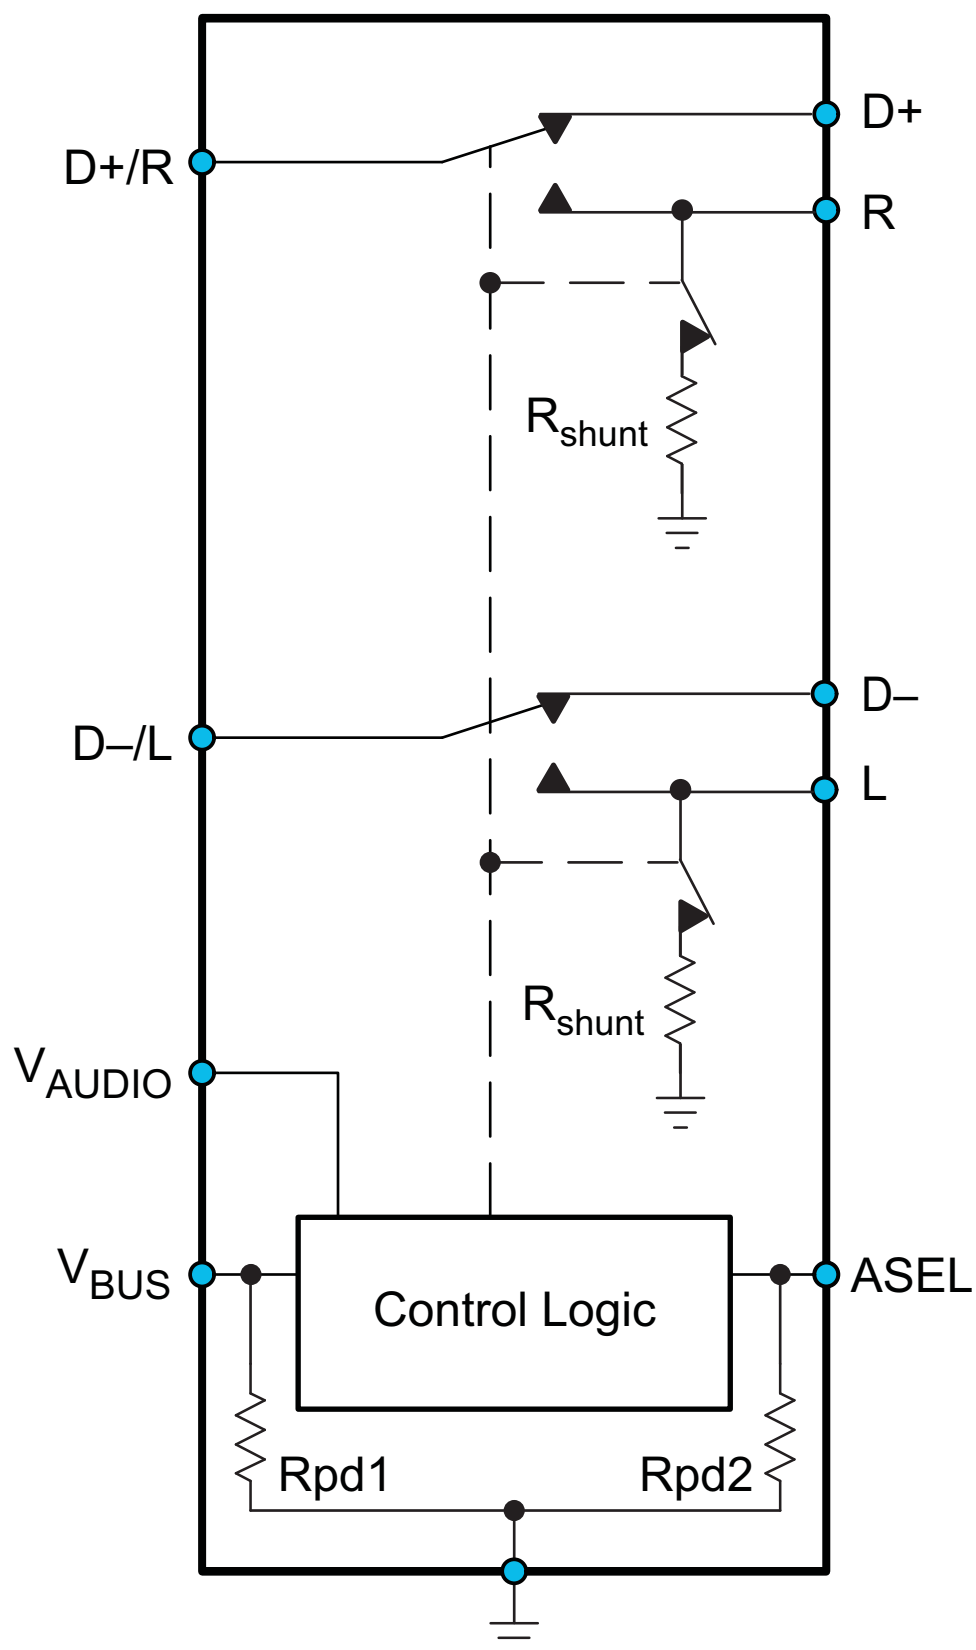 D+
D+/R
R
Rshunt
D–
D–/L
L
Rshunt
VAUDIO
VBUS
ASEL
Control Logic
Rpd1
Rpd2